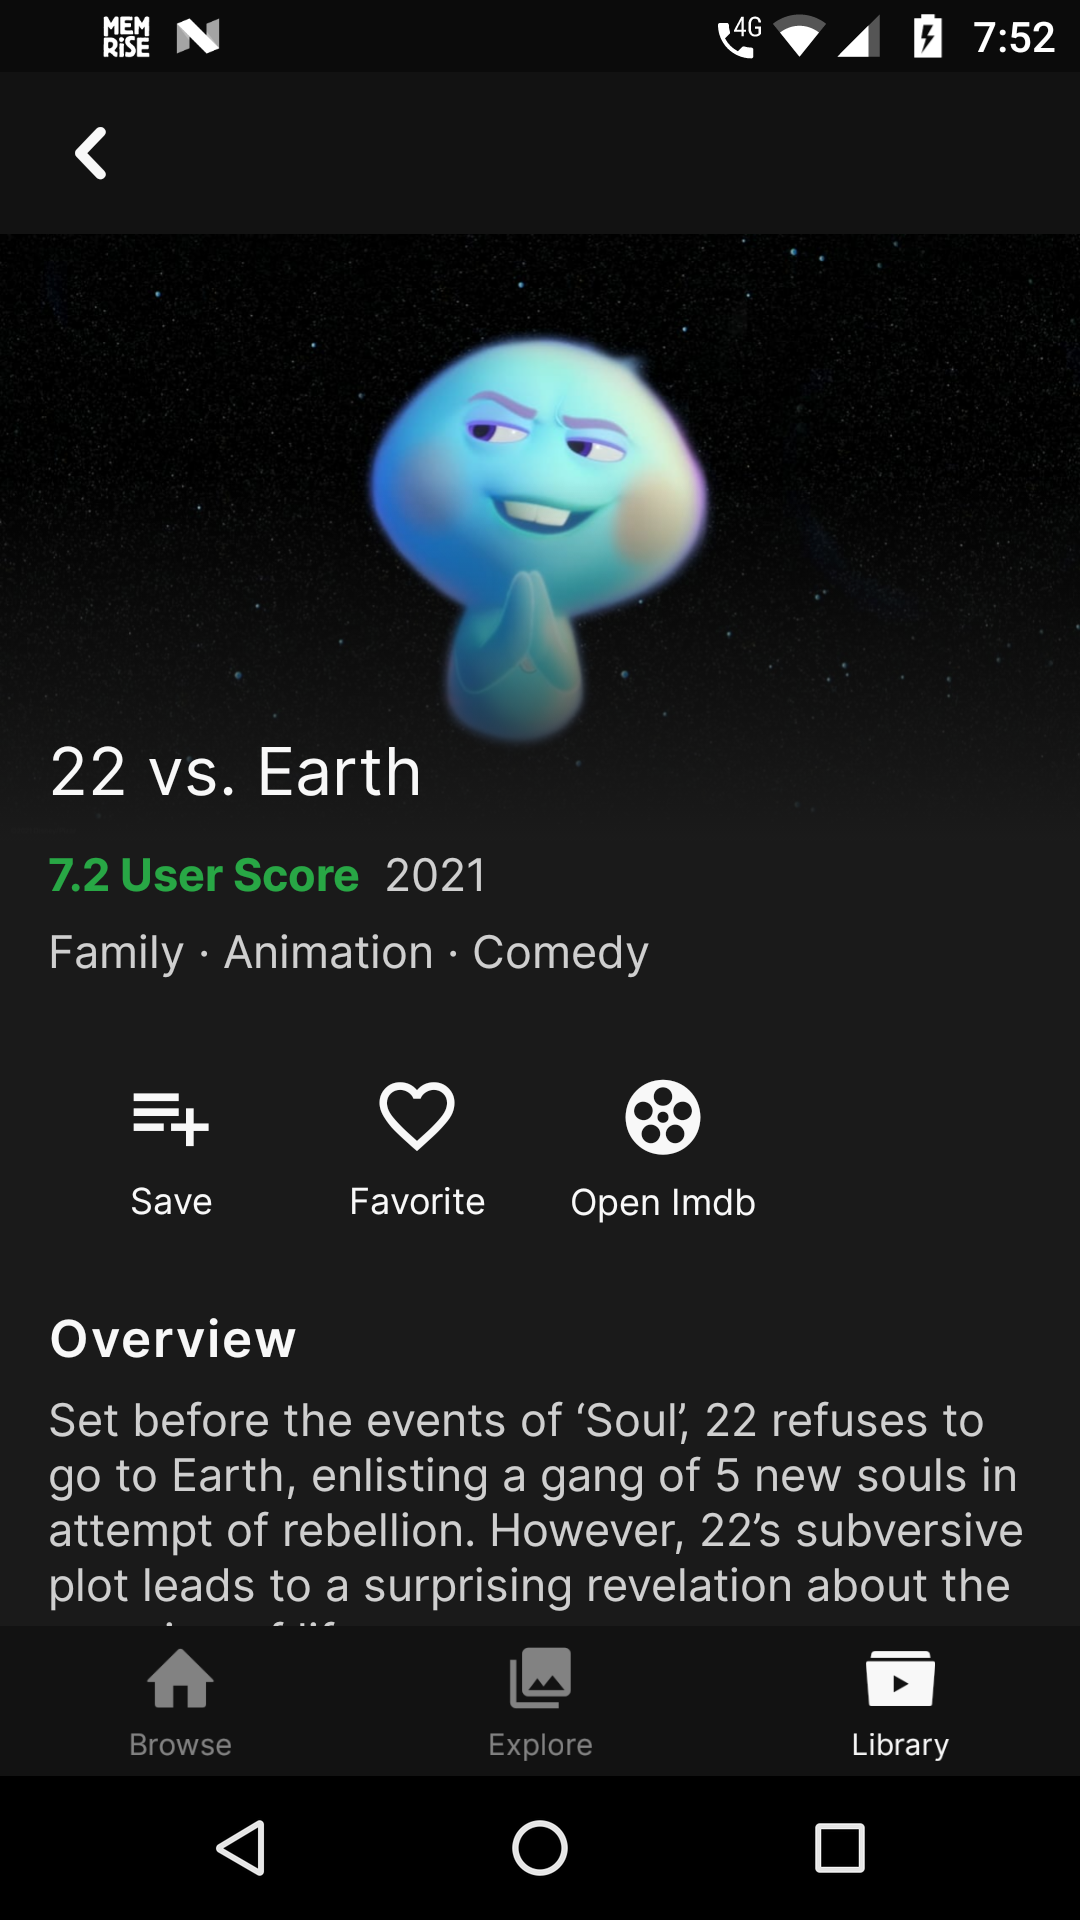 MEM
RiSE
4G
7:52
22 vs. Earth
7.2 User Score 2021
Family · Animation · Comedy
Save
Favorite
Open Imdb
Overview
Set before the events of ‘Soul’, 22 refuses to
go to Earth, enlisting a gang of 5 new souls in
attempt of rebellion. However, 22’s subversive
plot leads to a surprising revelation about the
Browse
Explore
Library